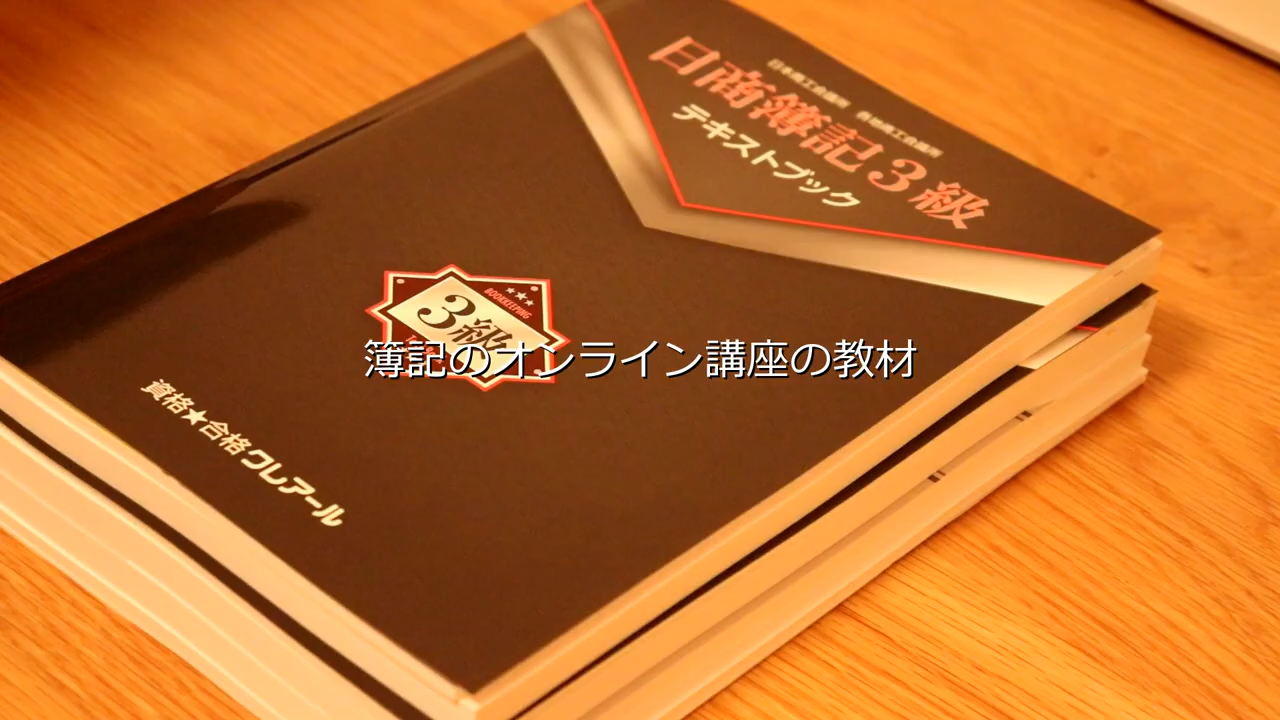 日本商工会議所 各地商工会議所
日商簿記3級
テキストブック
BOOKKEEPING
3級
簿記のオンライン講座の教材
資格★合格クレアール